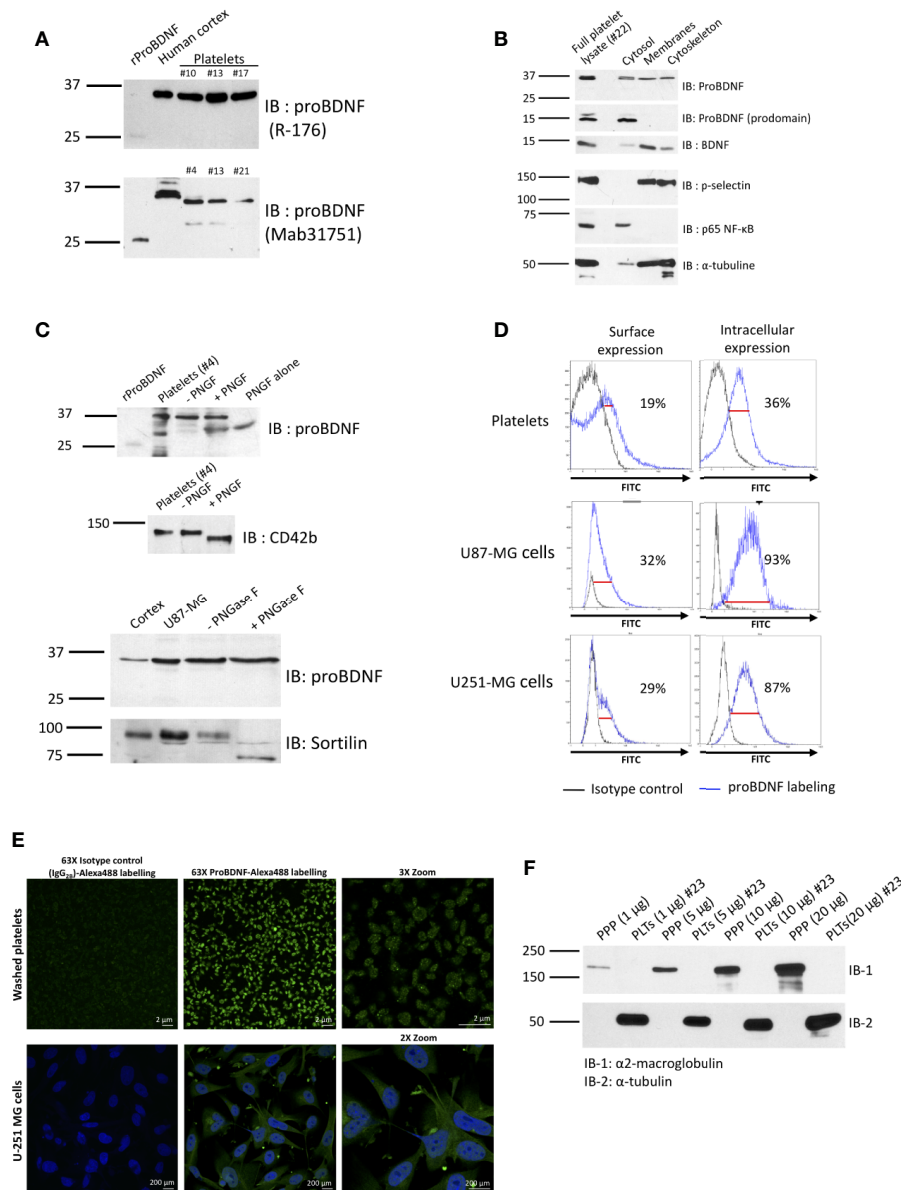 A
rProBDNF
Human cortex
Platelets
#10 #13 #17
37
25
IB : proBDNF
(R-176)
#4 #13 #21
37
25
IB : proBDNF
(Mab31751)
B
Full platelet
lysate (#22)
Cytosol
Membranes
Cytoskeleton
37
25
IB: ProBDNF
15
IB: ProBDNF (prodomain)
15
IB : BDNF
150
100
IB : p-selectin
75
IB : p65 NF-κB
50
IB : α-tubuline
C
rProBDNF
Platelets (#4)
- PNGF
+ PNGF
PNGF alone
37
25
IB : proBDNF
Platelets (#4)
- PNGF
+ PNGF
150
IB : CD42b
Cortex
U87-MG
- PNGase F
+ PNGase F
37
25
IB: proBDNF
100
75
IB: Sortilin
D
Surface
expression
Intracellular
expression
Platelets
19%
36%
FITC
FITC
U87-MG cells
32%
93%
FITC
FITC
U251-MG cells
29%
87%
FITC
FITC
Isotype control
proBDNF labeling
E
63X Isotype control
(IgG2B)-Alexa488 labelling
63X ProBDNF-Alexa488 labelling
3X Zoom
Washed platelets
2 µm
2 µm
2 µm
2X Zoom
U-251 MG cells
200 µm
200 µm
200 µm
F
PPP (1 µg)
PLTs (1 µg) #23
PPP (5 µg)
PLTs (5 µg) #23
PPP (10 µg)
PLTs (10 µg) #23
PPP (20 µg)
PLTs(20 µg) #23
250
150
IB-1
50
IB-2
IB-1: α2-macroglobulin
IB-2: α-tubulin